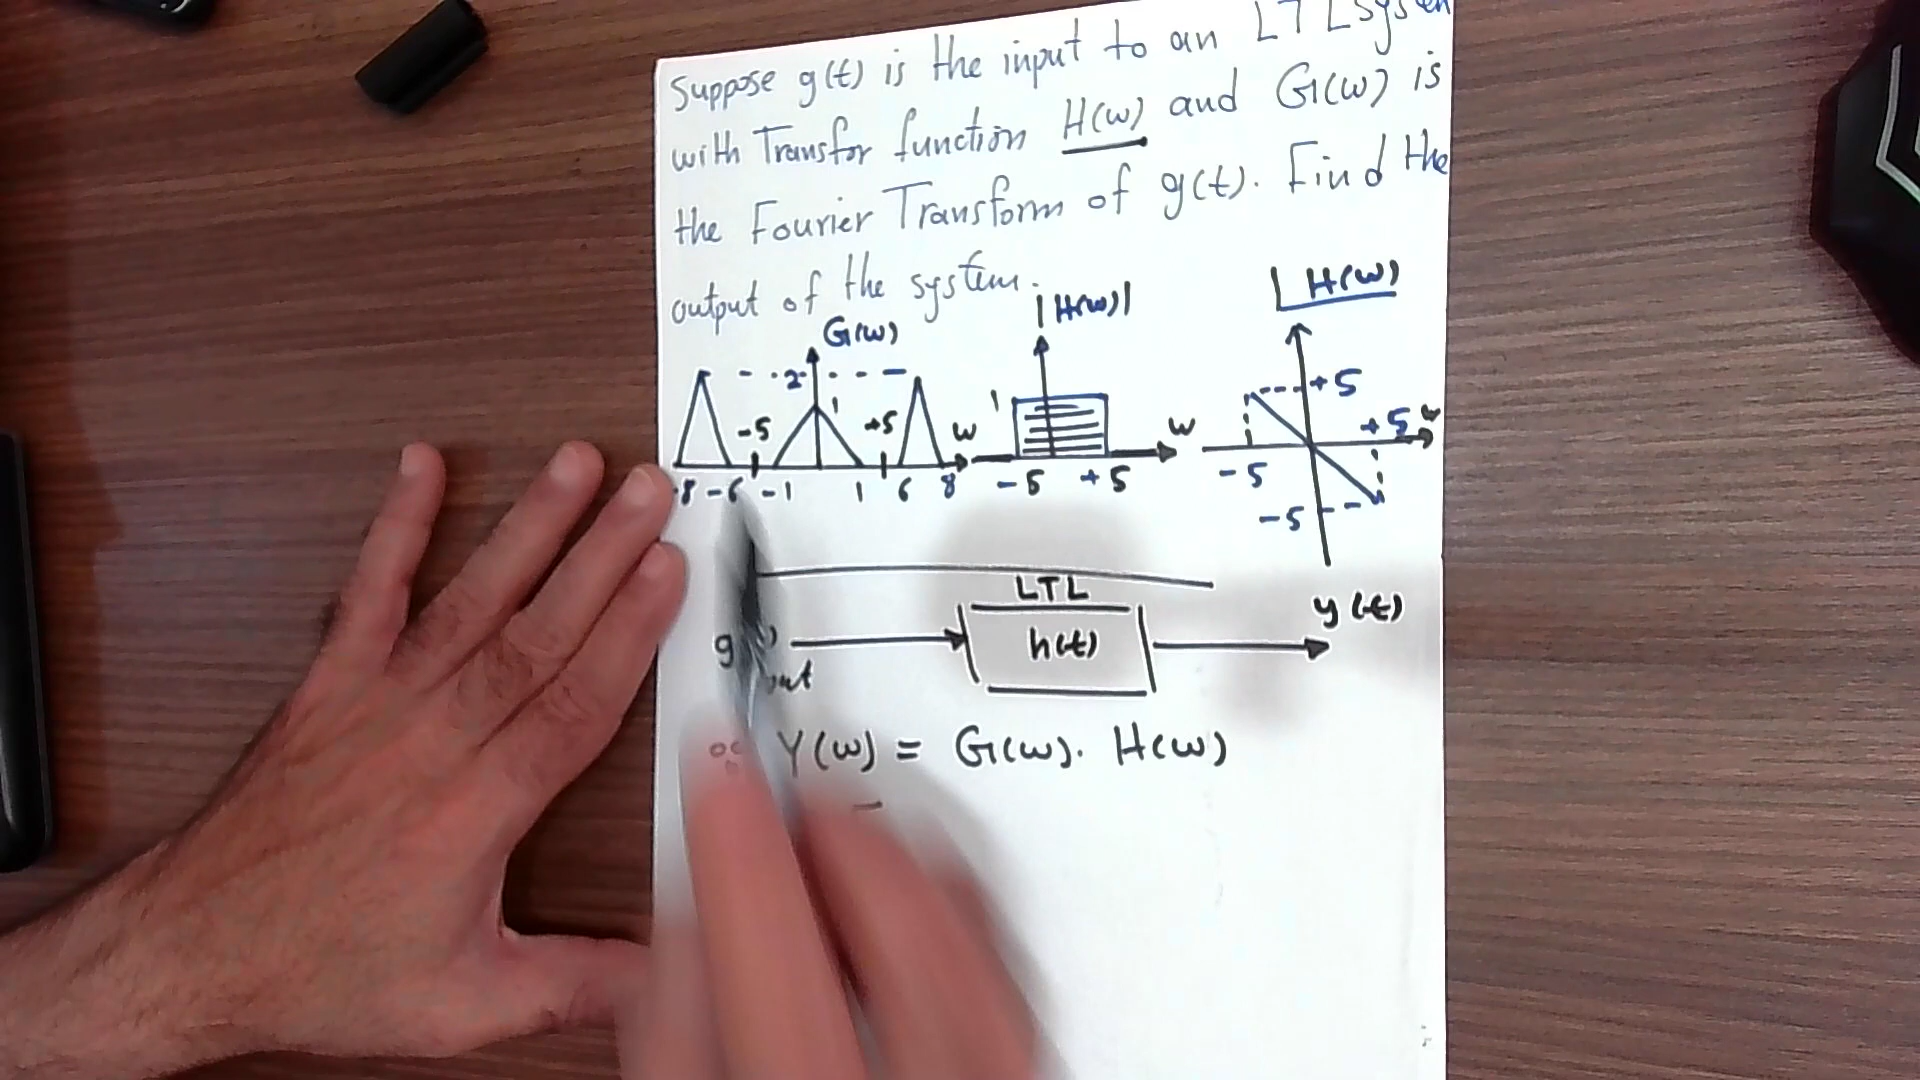 Suppose g(t) is the input to an LTL system
with Transfor function H(w) and G(w) is
the Fourier Transform of g(t). Find the
output of the system.
G(w)
2
1
-5
+5
w
-8 -6 -1 1 6 8
|H(w)|
1
w
-5 +5
∠H(w)
+5
+5
w
-5
-5
LTL
h(t)
y(t)
Y(w) = G(w). H(w)